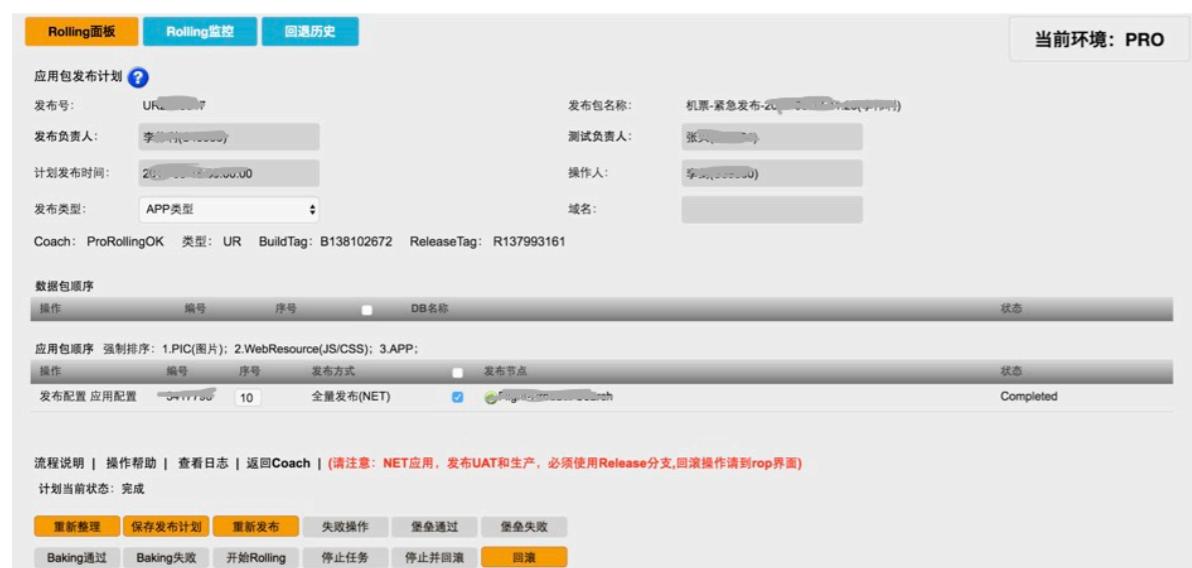 Rolling面板 Rolling监控 回退历史
当前环境：PRO
应用包发布计划 ?
发布号： 发布包名称： 机票-紧急发布-
发布负责人： 测试负责人：
计划发布时间： 操作人：
发布类型： APP类型 域名：
Coach： ProRollingOK 类型： UR BuildTag： B138102672 ReleaseTag： R137993161
数据包顺序
操作 编号 序号 DB名称 状态
应用包顺序 强制排序：1.PIC(图片)；2.WebResource(JS/CSS)；3.APP；
操作 编号 序号 发布方式 发布节点 状态
发布配置 应用配置 10 全量发布(NET) Completed
流程说明 | 操作帮助 | 查看日志 | 返回Coach | (请注意：NET应用，发布UAT和生产，必须使用Release分支,回滚操作请到rop界面)
计划当前状态：完成
重新整理 保存发布计划 重新发布 失败操作 堡垒通过 堡垒失败
Baking通过 Baking失败 开始Rolling 停止任务 停止并回滚 回滚